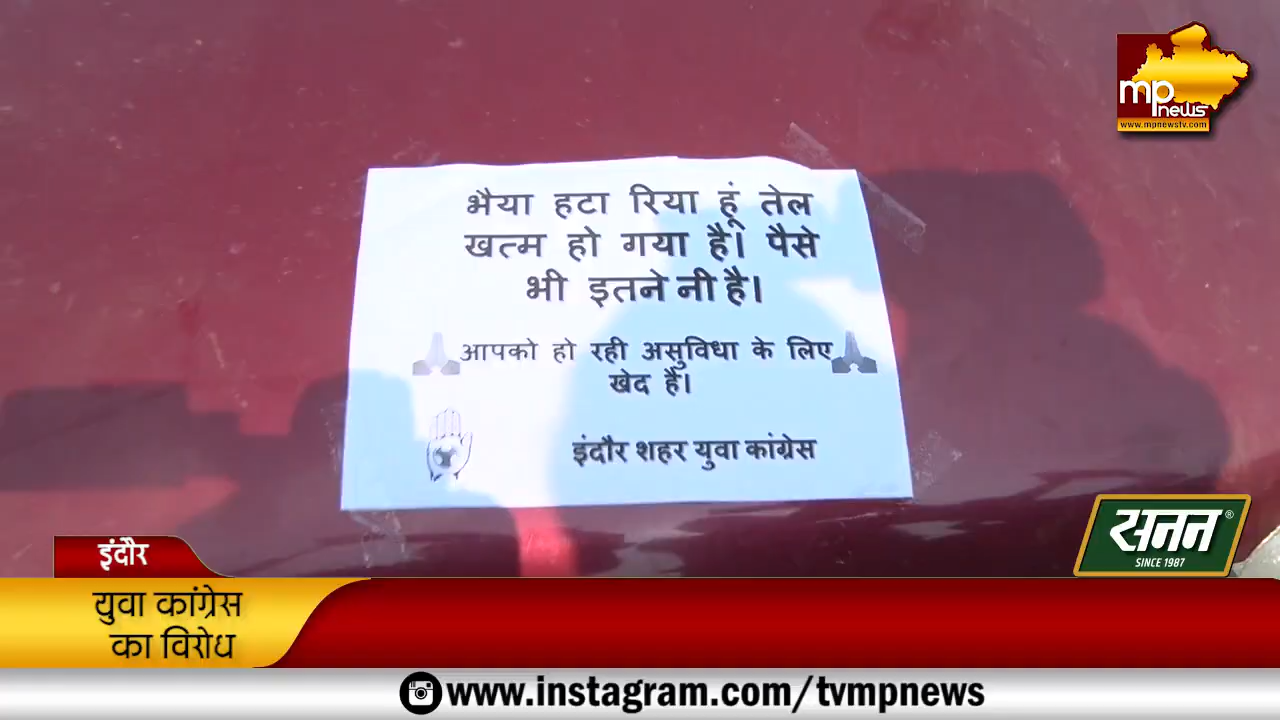 mp
news
www.mpnewstv.com
भैया हटा रिया हूं तेल
खत्म हो गया है। पैसे
भी इतने नी है।
आपको हो रही असुविधा के लिए
खेद है।
इंदौर शहर युवा कांग्रेस
सनन®
SINCE 1987
इंदौर
युवा कांग्रेस
का विरोध
www.instagram.com/tvmpnews